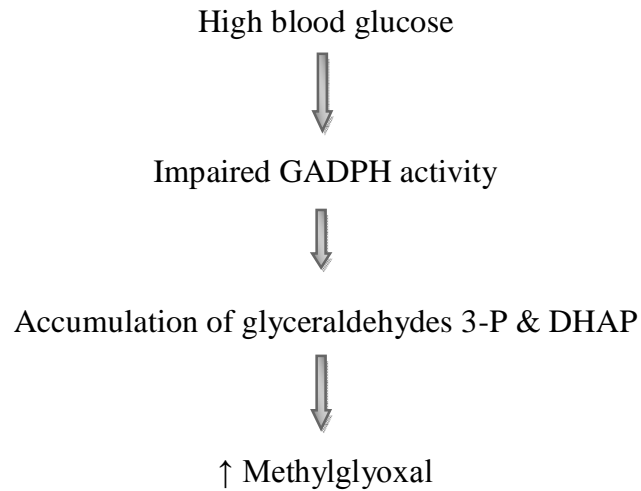 High blood glucose
Impaired GADPH activity
Accumulation of glyceraldehydes 3-P & DHAP
↑ Methylglyoxal